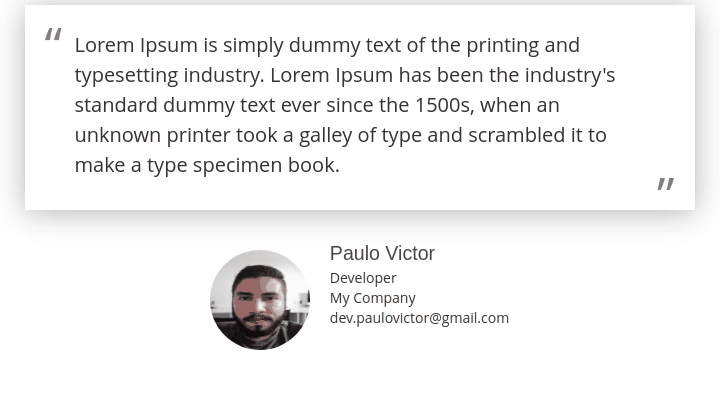 “ Lorem Ipsum is simply dummy text of the printing and
typesetting industry. Lorem Ipsum has been the industry's
standard dummy text ever since the 1500s, when an
unknown printer took a galley of type and scrambled it to
make a type specimen book.
”
Paulo Victor
Developer
My Company
dev.paulovictor@gmail.com